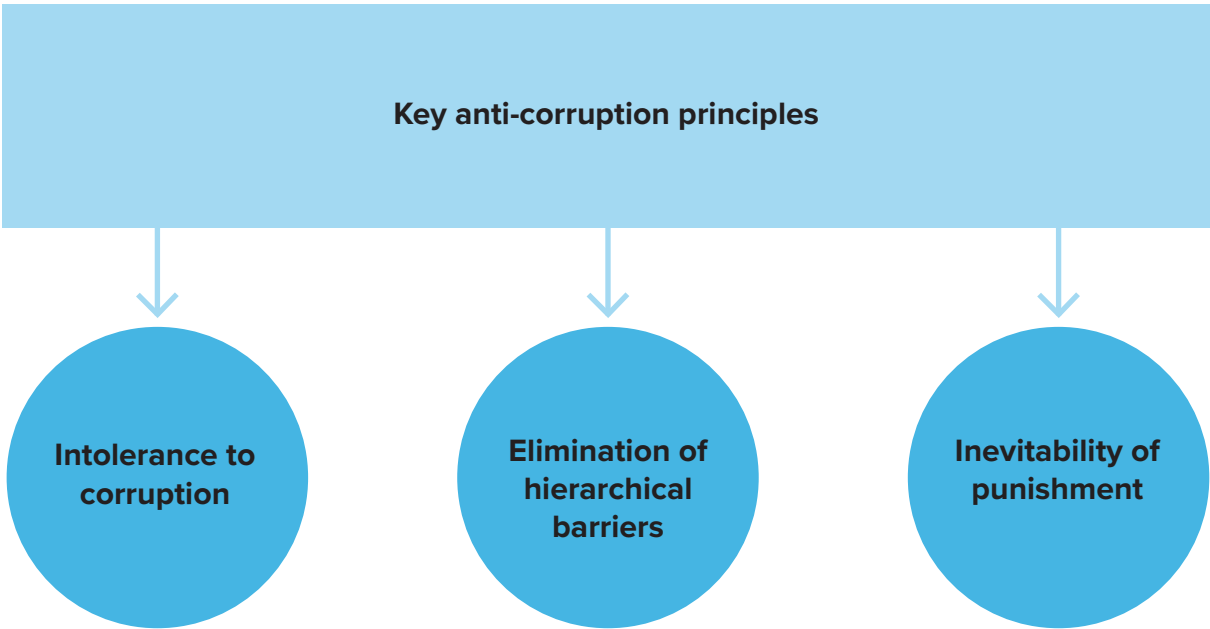 Key anti-corruption principles
Intolerance to
corruption
Elimination of
hierarchical
barriers
Inevitability of
punishment